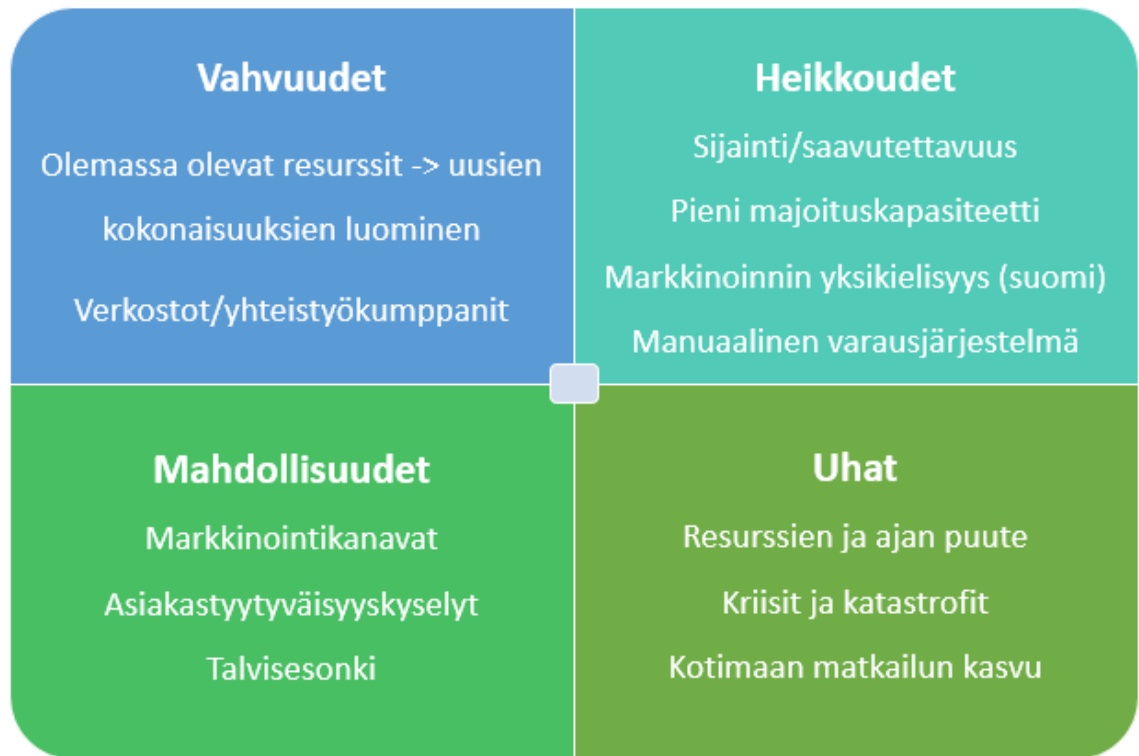 Vahvuudet
Olemassa olevat resurssit -> uusien
kokonaisuuksien luominen
Verkostot/yhteistyökumppanit
Heikkoudet
Sijainti/saavutettavuus
Pieni majoituskapasiteetti
Markkinoinnin yksikielisyys (suomi)
Manuaalinen varausjärjestelmä
Mahdollisuudet
Markkinointikanavat
Asiakastyytyväisyyskyselyt
Talvisesonki
Uhat
Resurssien ja ajan puute
Kriisit ja katastrofit
Kotimaan matkailun kasvu